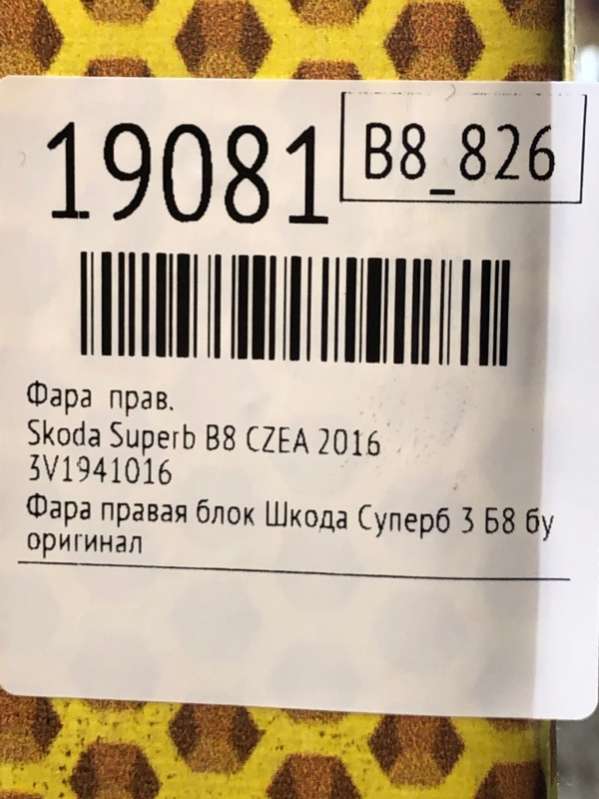 19081
B8_826
Фара прав.
Skoda Superb B8 CZEA 2016
3V1941016
Фара правая блок Шкода Суперб 3 Б8 бу
оригинал